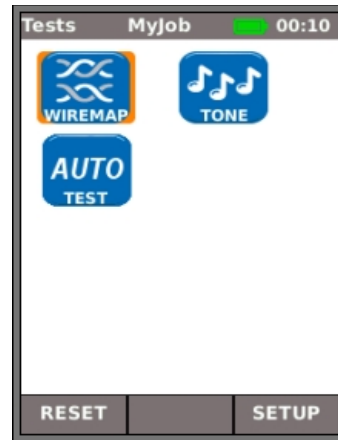 Tests MyJob 00:10
WIREMAP TONE
AUTO
TEST
RESET SETUP